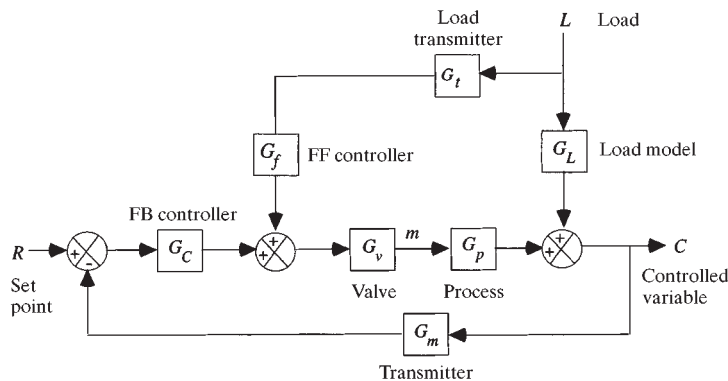 Load
transmitter
L Load
G_t
G_f FF controller
G_L Load model
FB controller
R
+
-
G_C
+
+
G_v
m
G_p
+
+
C
Set
point
Valve
Process
Controlled
variable
G_m
Transmitter